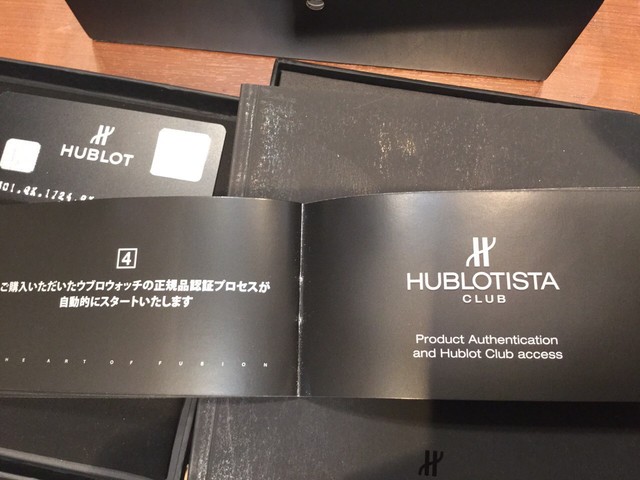 HUBLOT
4
ご購入いただいたウブロウォッチの正規品認証プロセスが
自動的にスタートいたします
HE ART OF FUSION
HUBLOTISTA
CLUB
Product Authentication
and Hublot Club access